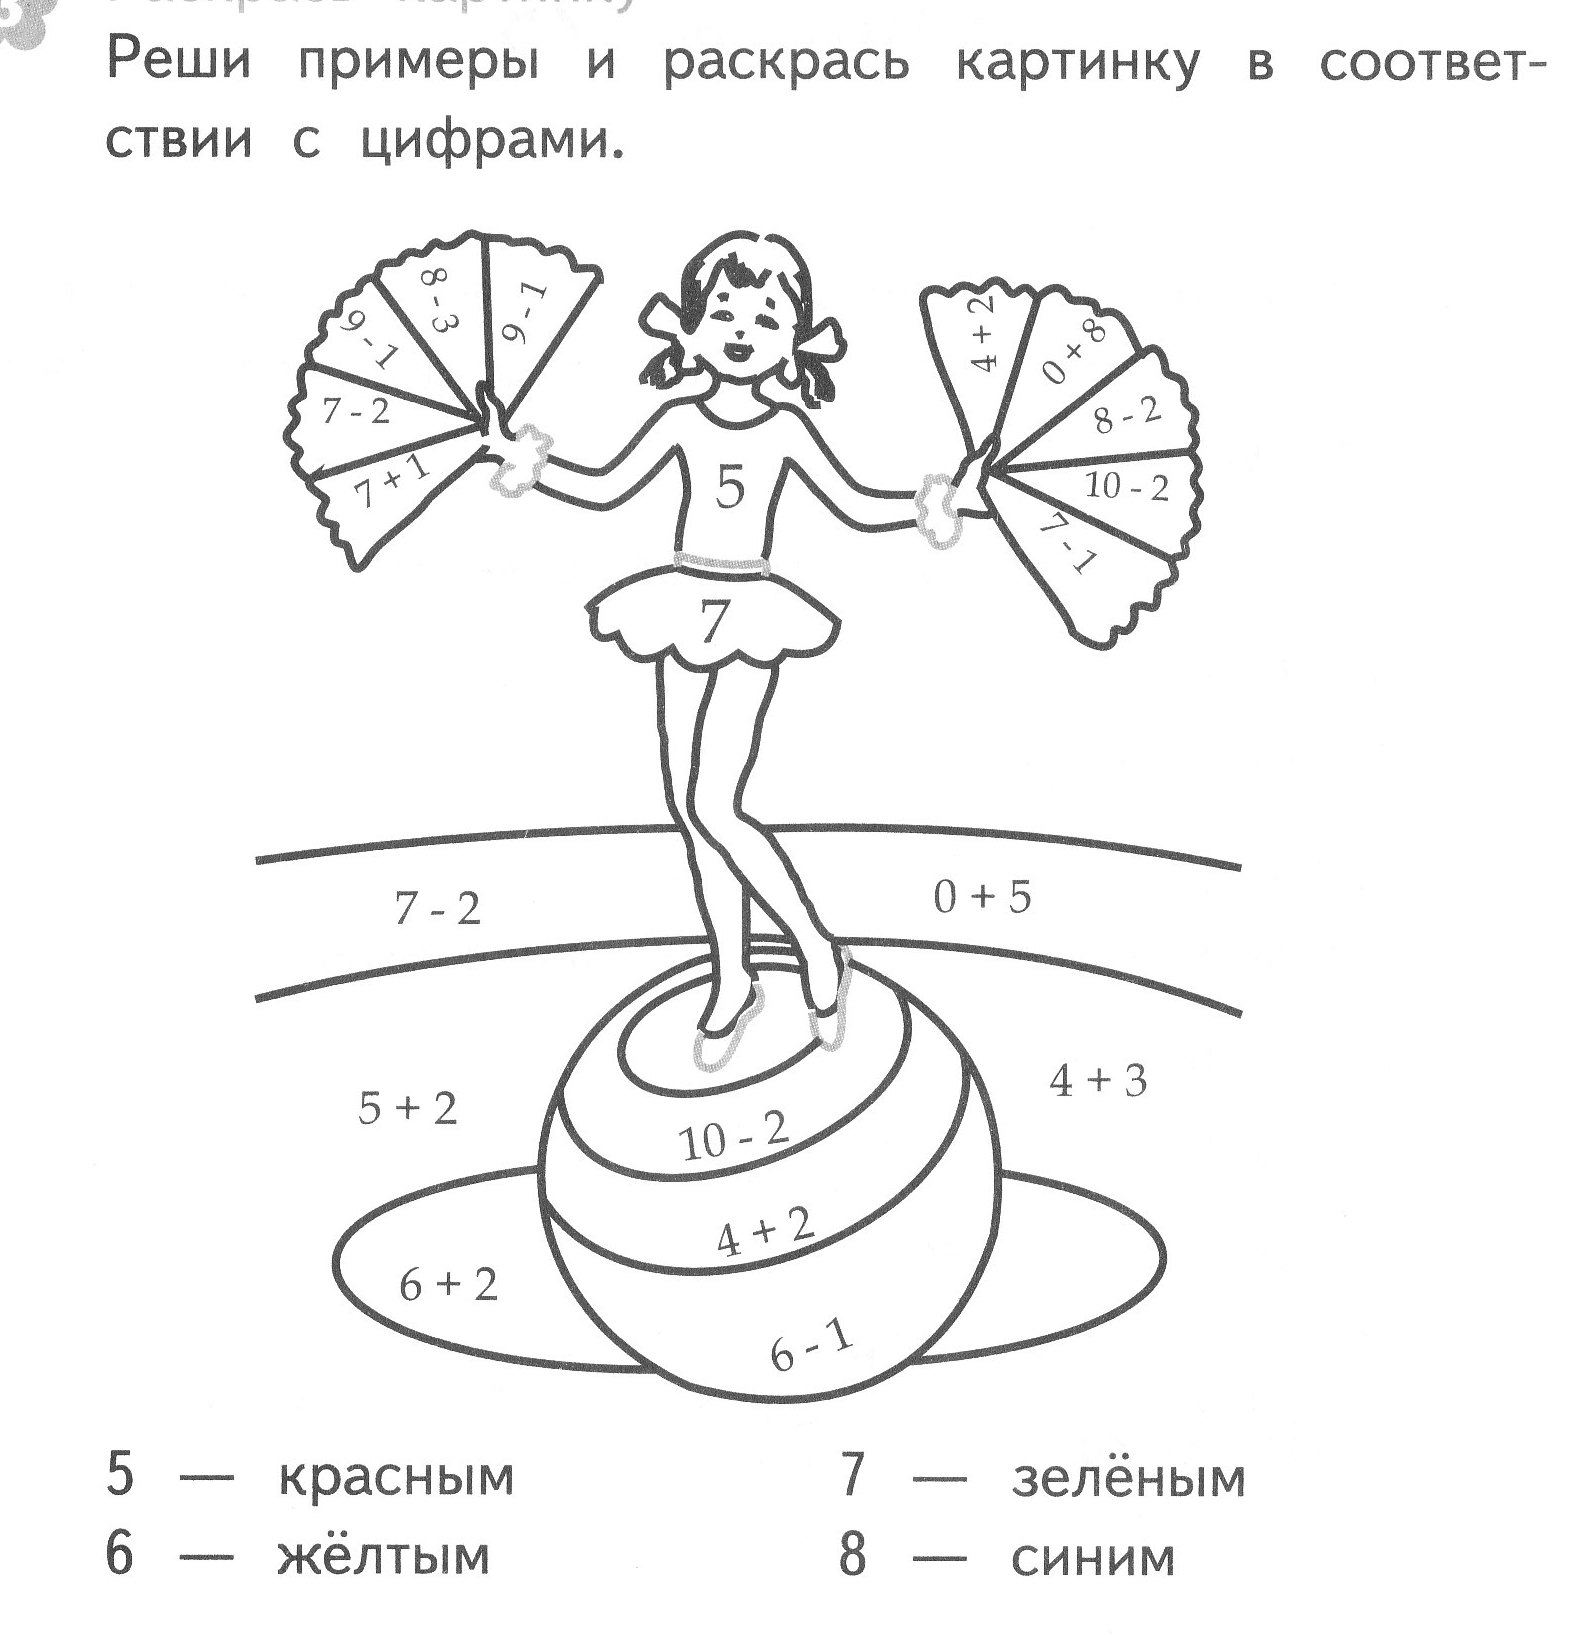 Раскрась картинку
Реши примеры и раскрась картинку в соответ-
ствии с цифрами.
9 - 1
8 - 3
9 - 1
7 - 2
7 + 1
4 + 2
0 + 8
8 - 2
10 - 2
7 - 1
5
7
7 - 2
0 + 5
5 + 2
4 + 3
10 - 2
4 + 2
6 + 2
6 - 1
5 — красным
7 — зелёным
6 — жёлтым
8 — синим